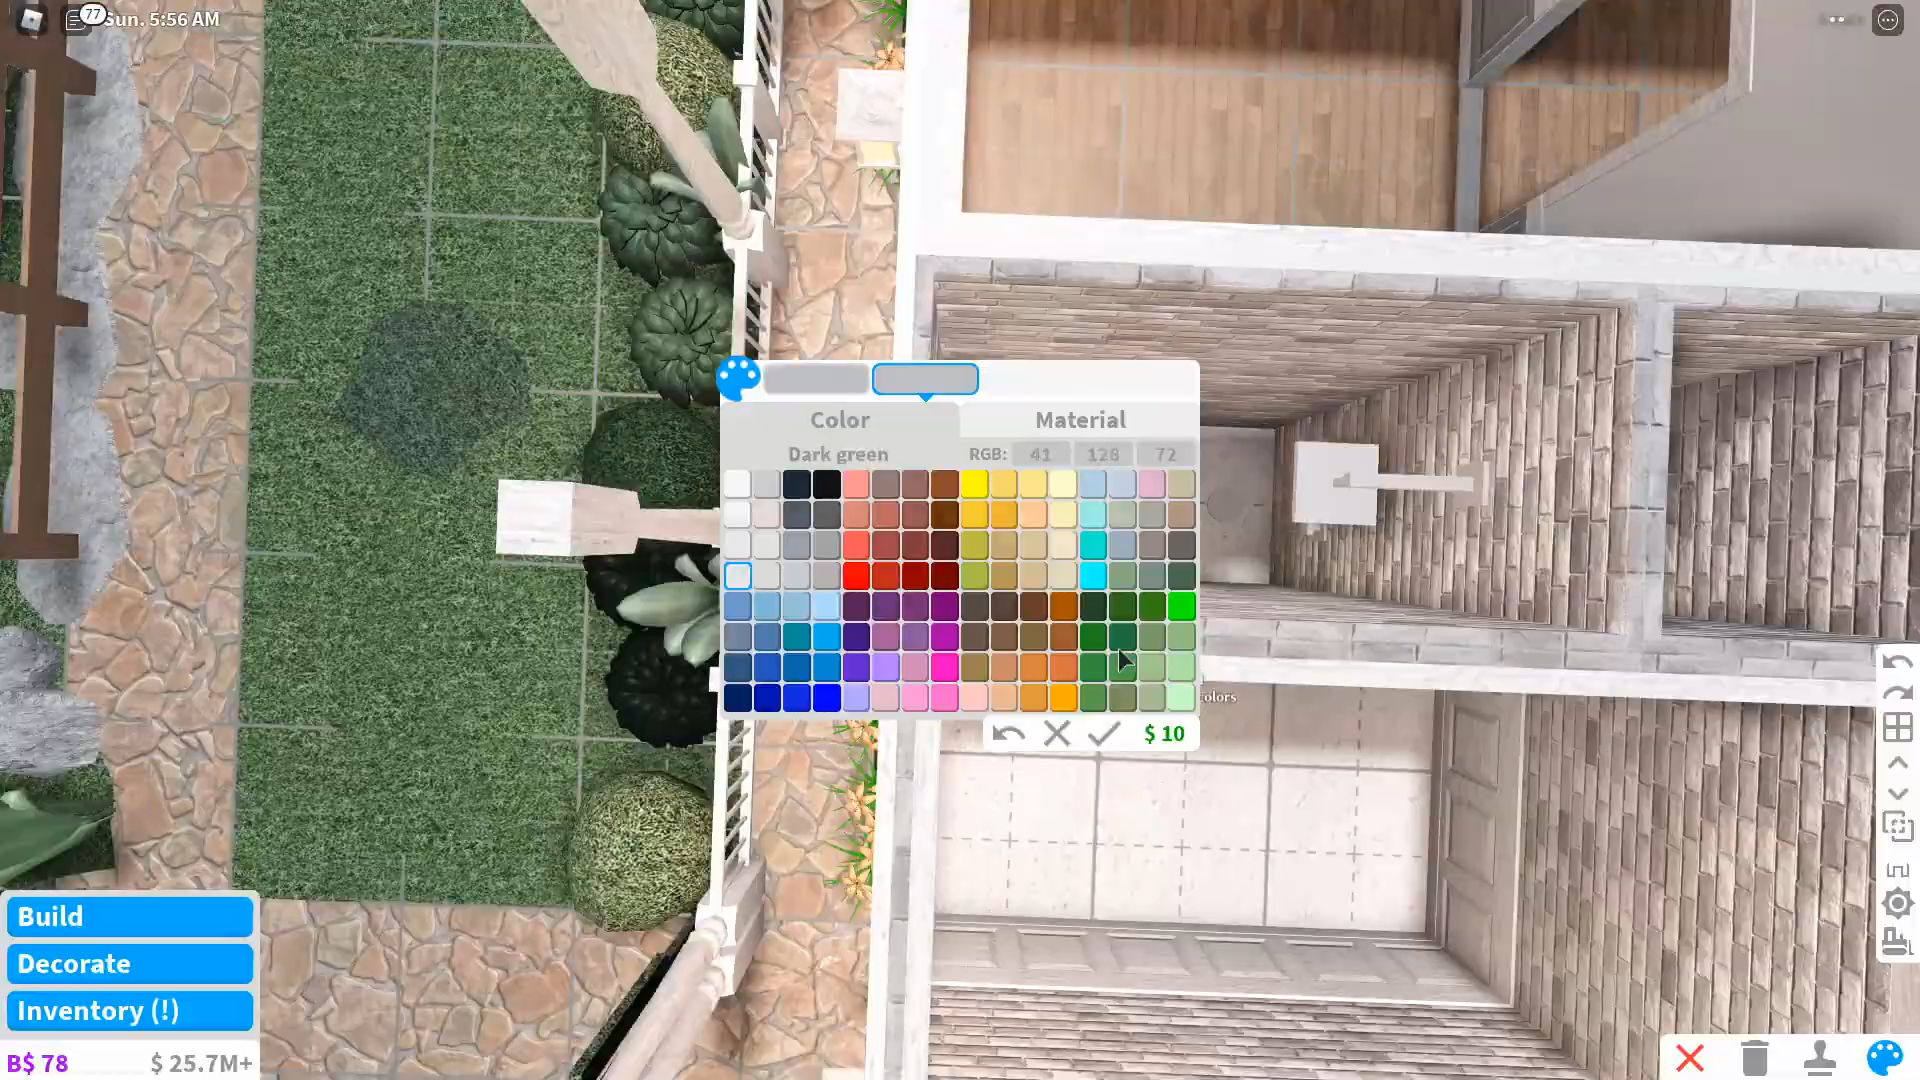 77
Sun. 5:56 AM
Color
Material
Dark green
RGB: 41 128 72
olors
$ 10
Build
Decorate
Inventory (!)
B$ 78
$ 25.7M+